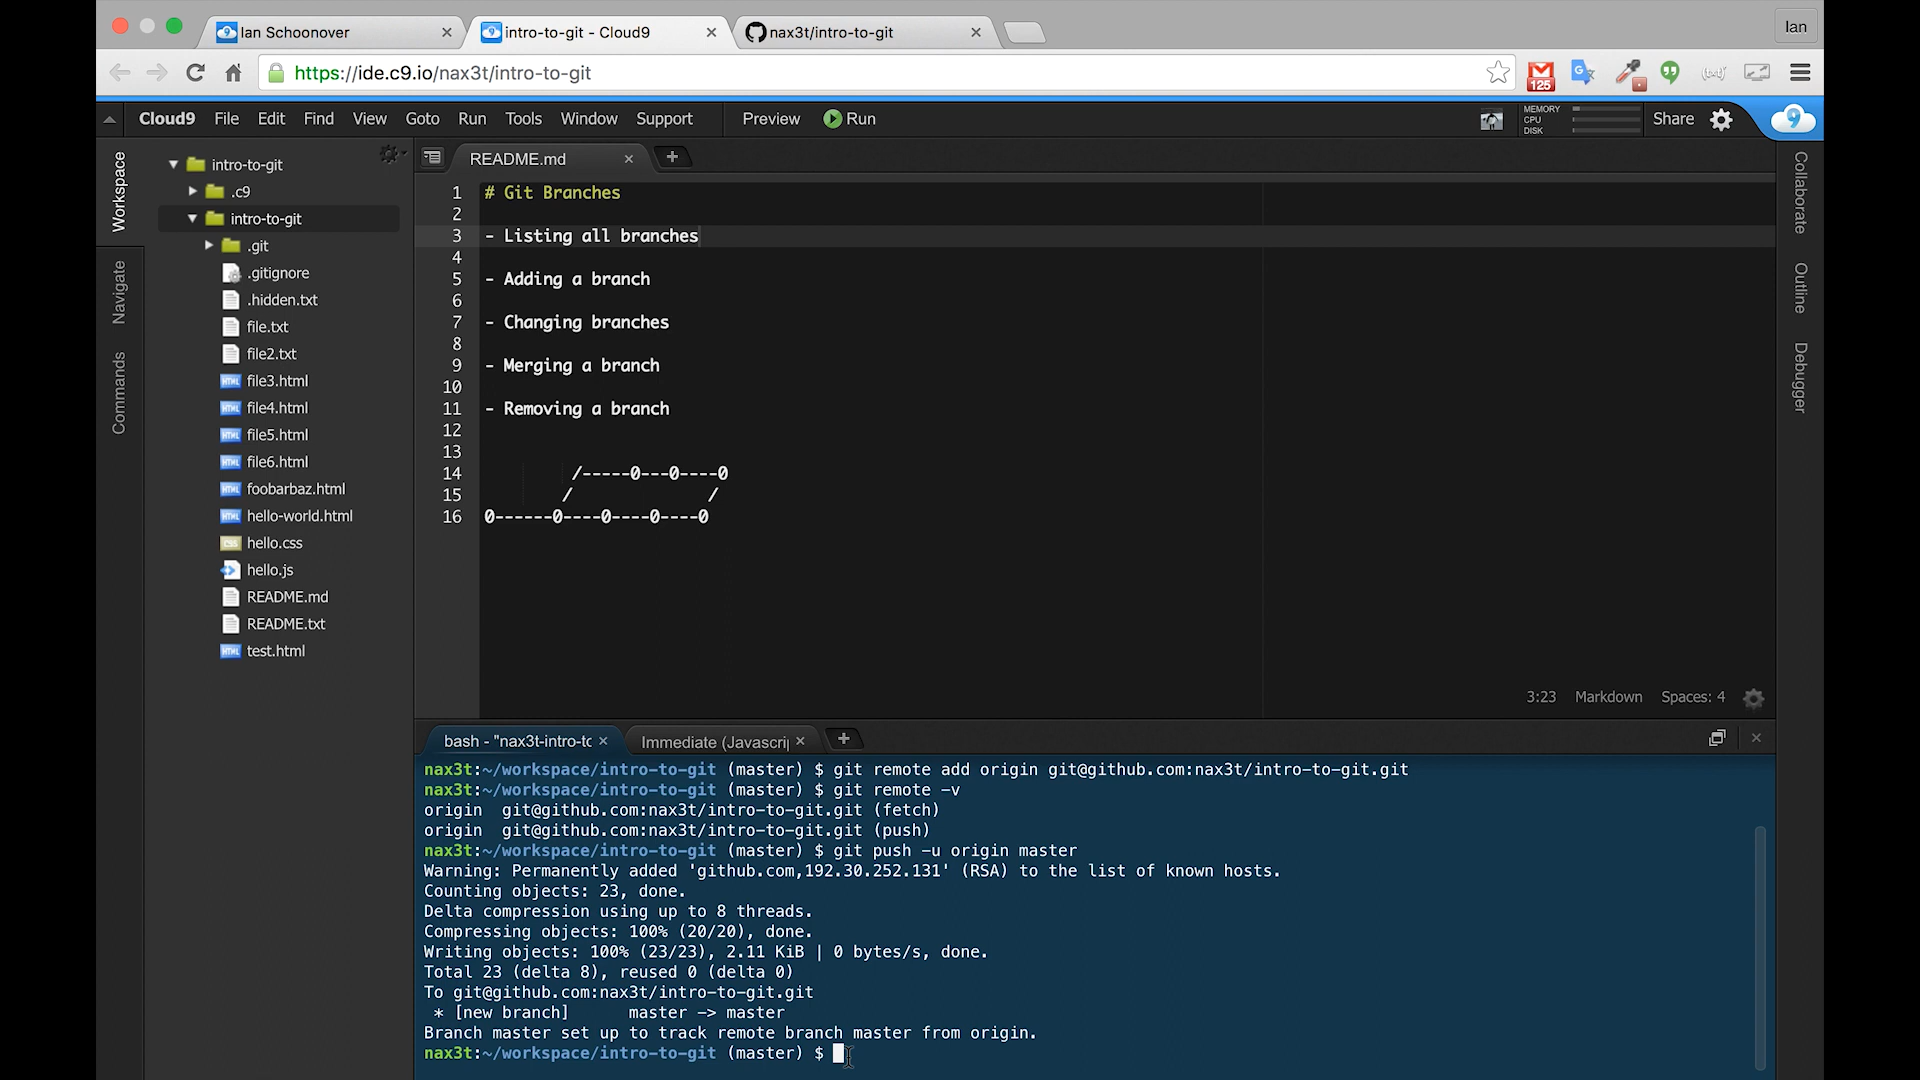 Ian Schoonover
intro-to-git - Cloud9
nax3t/intro-to-git
Ian
https://ide.c9.io/nax3t/intro-to-git
125
Cloud9 File Edit Find View Goto Run Tools Window Support Preview Run
MEMORY
CPU
DISK
Share
9
Workspace
Navigate
Commands
intro-to-git
.c9
intro-to-git
.git
.gitignore
.hidden.txt
file.txt
file2.txt
file3.html
file4.html
file5.html
file6.html
foobarbaz.html
hello-world.html
hello.css
hello.js
README.md
README.txt
test.html
README.md
1 # Git Branches
2
3 - Listing all branches
4
5 - Adding a branch
6
7 - Changing branches
8
9 - Merging a branch
10
11 - Removing a branch
12
13
14 /-----0---0----0
15 / /
16 0------0----0----0----0
3:23 Markdown Spaces: 4
Collaborate
Outline
Debugger
bash - "nax3t-intro-to
Immediate (Javascrip
nax3t:~/workspace/intro-to-git (master) $ git remote add origin git@github.com:nax3t/intro-to-git.git
nax3t:~/workspace/intro-to-git (master) $ git remote -v
origin  git@github.com:nax3t/intro-to-git.git (fetch)
origin  git@github.com:nax3t/intro-to-git.git (push)
nax3t:~/workspace/intro-to-git (master) $ git push -u origin master
Warning: Permanently added 'github.com,192.30.252.131' (RSA) to the list of known hosts.
Counting objects: 23, done.
Delta compression using up to 8 threads.
Compressing objects: 100% (20/20), done.
Writing objects: 100% (23/23), 2.11 KiB | 0 bytes/s, done.
Total 23 (delta 8), reused 0 (delta 0)
To git@github.com:nax3t/intro-to-git.git
 * [new branch]      master -> master
Branch master set up to track remote branch master from origin.
nax3t:~/workspace/intro-to-git (master) $